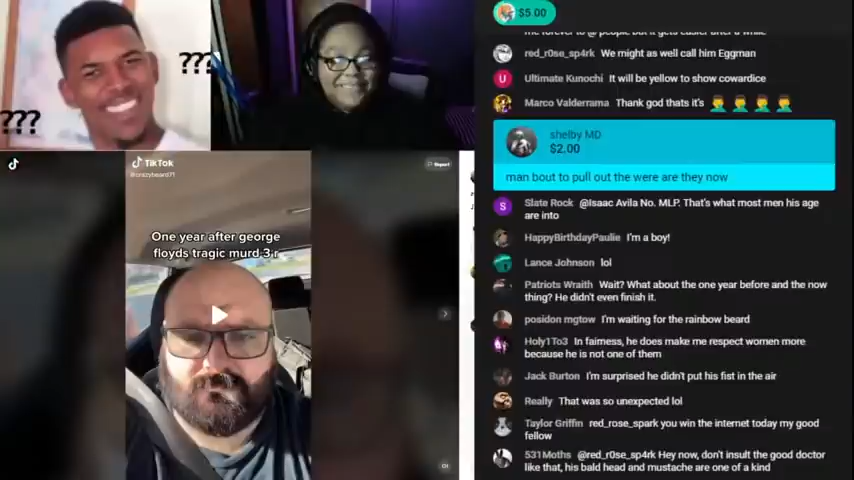 $5.00
???
???
me forever to @ people but it gets easier after a while
red_r0se_sp4rk We might as well call him Eggman
Ultimate Kunochi It will be yellow to show cowardice
Marco Valderrama Thank god thats it's
shelby MD
$2.00
man bout to pull out the were are they now
Slate Rock @Isaac Avila No. MLP. That's what most men his age
are into
HappyBirthdayPaulie I'm a boy!
Lance Johnson lol
Patriots Wraith Wait? What about the one year before and the now
thing? He didn't even finish it.
posidon mgtow I'm waiting for the rainbow beard
Holy1To3 In fairness, he does make me respect women more
because he is not one of them
Jack Burton I'm surprised he didn't put his fist in the air
Really That was so unexpected lol
Taylor Griffin red_rose_spark you win the internet today my good
fellow
531Moths @red_r0se_sp4rk Hey now, don't insult the good doctor
like that, his bald head and mustache are one of a kind
TikTok
@crazybeard71
Report
One year after george
floyds tragic murd 3 r